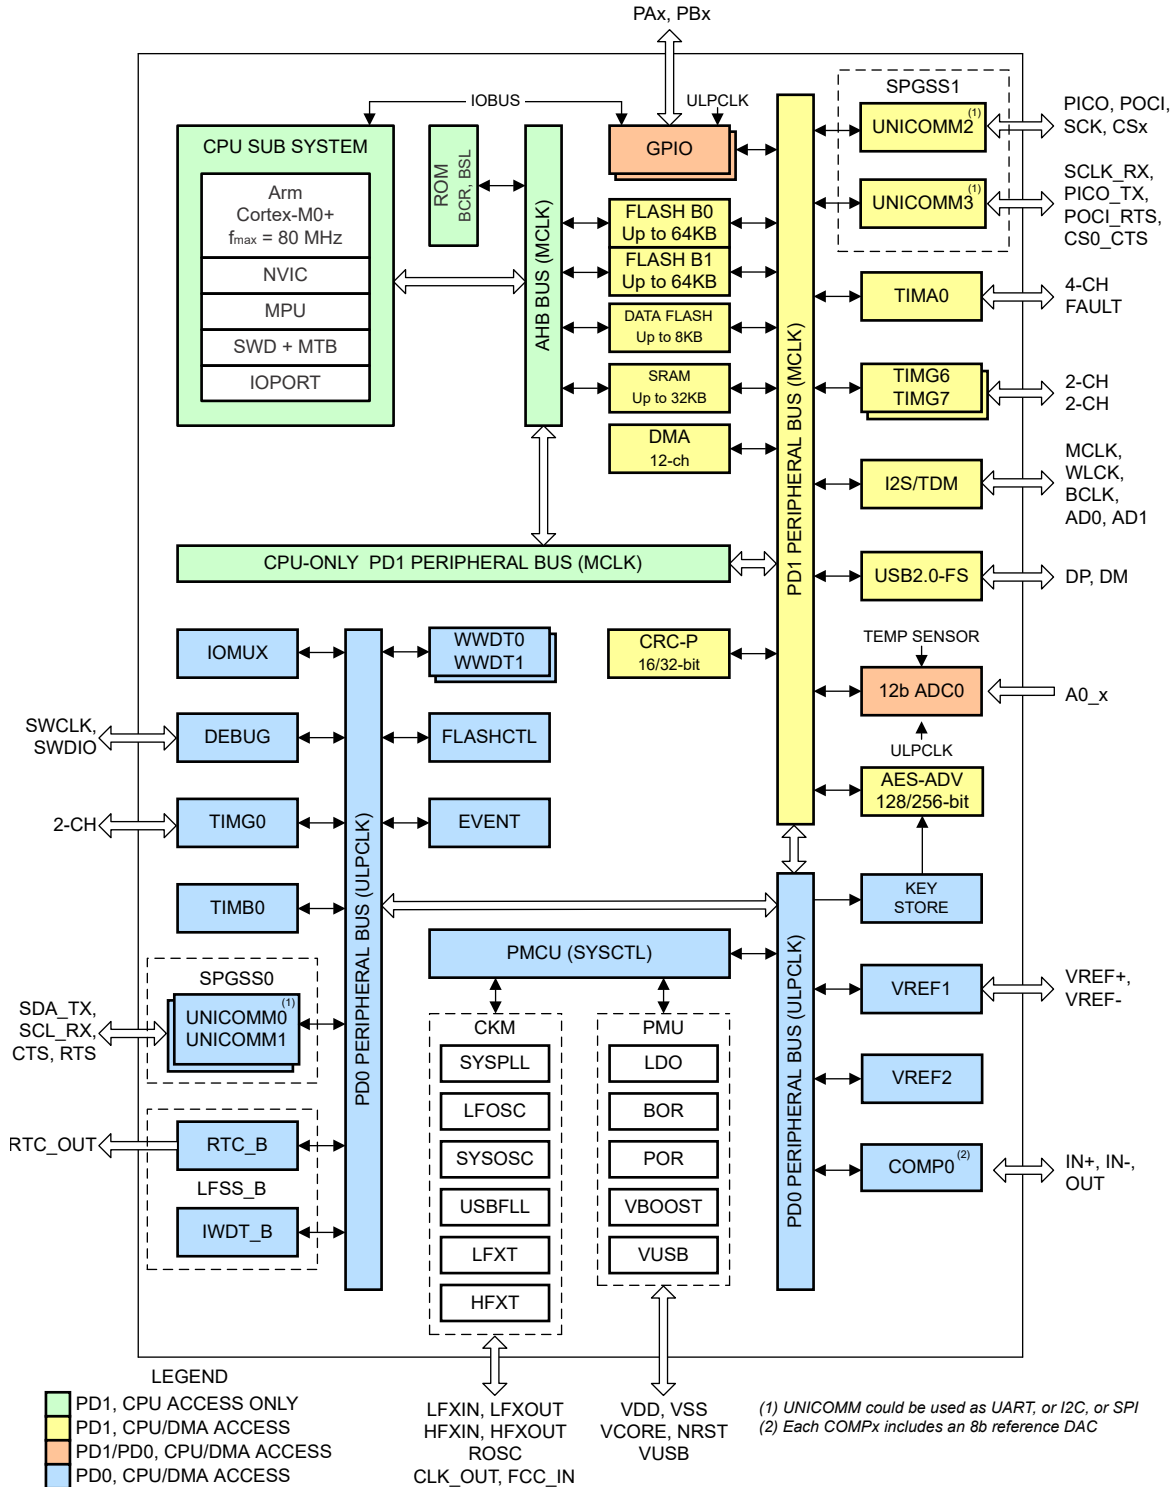 PAx, PBx
IOBUS
ULPCLK
CPU SUB SYSTEM
Arm
Cortex-M0+
fmax = 80 MHz
NVIC
MPU
SWD + MTB
IOPORT
ROM
BCR, BSL
AHB BUS (MCLK)
GPIO
FLASH B0
Up to 64KB
FLASH B1
Up to 64KB
DATA FLASH
Up to 8KB
SRAM
Up to 32KB
DMA
12-ch
PD1 PERIPHERAL BUS (MCLK)
SPGSS1
UNICOMM2 (1)
PICO, POCI,
SCK, CSx
UNICOMM3 (1)
SCLK_RX,
PICO_TX,
POCI_RTS,
CS0_CTS
TIMA0
4-CH
FAULT
TIMG6
TIMG7
2-CH
2-CH
I2S/TDM
MCLK,
WLCK,
BCLK,
AD0, AD1
CPU-ONLY PD1 PERIPHERAL BUS (MCLK)
USB2.0-FS
DP, DM
CRC-P
16/32-bit
TEMP SENSOR
12b ADC0
A0_x
ULPCLK
AES-ADV
128/256-bit
IOMUX
WWDT0
WWDT1
SWCLK,
SWDIO
DEBUG
FLASHCTL
2-CH
TIMG0
EVENT
TIMB0
PD0 PERIPHERAL BUS (ULPCLK)
KEY
STORE
PMCU (SYSCTL)
PD0 PERIPHERAL BUS (ULPCLK)
SPGSS0
UNICOMM0 (1)
UNICOMM1
SDA_TX,
SCL_RX,
CTS, RTS
VREF1
VREF+,
VREF-
VREF2
COMP0 (2)
IN+, IN-,
OUT
RTC_OUT
RTC_B
LFSS_B
IWDT_B
CKM
SYSPLL
LFOSC
SYSOSC
USBFLL
LFXT
HFXT
PMU
LDO
BOR
POR
VBOOST
VUSB
LEGEND
PD1, CPU ACCESS ONLY
PD1, CPU/DMA ACCESS
PD1/PD0, CPU/DMA ACCESS
PD0, CPU/DMA ACCESS
LFXIN, LFXOUT
HFXIN, HFXOUT
ROSC
CLK_OUT, FCC_IN
VDD, VSS
VCORE, NRST
VUSB
(1) UNICOMM could be used as UART, or I2C, or SPI
(2) Each COMPx includes an 8b reference DAC